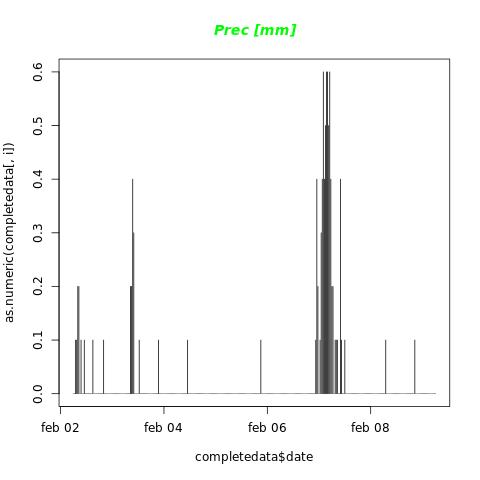 Prec [mm]
as.numeric(completedata[, i])
0.6
0.5
0.4
0.3
0.2
0.1
0.0
feb 02 feb 04 feb 06 feb 08
completedata$date